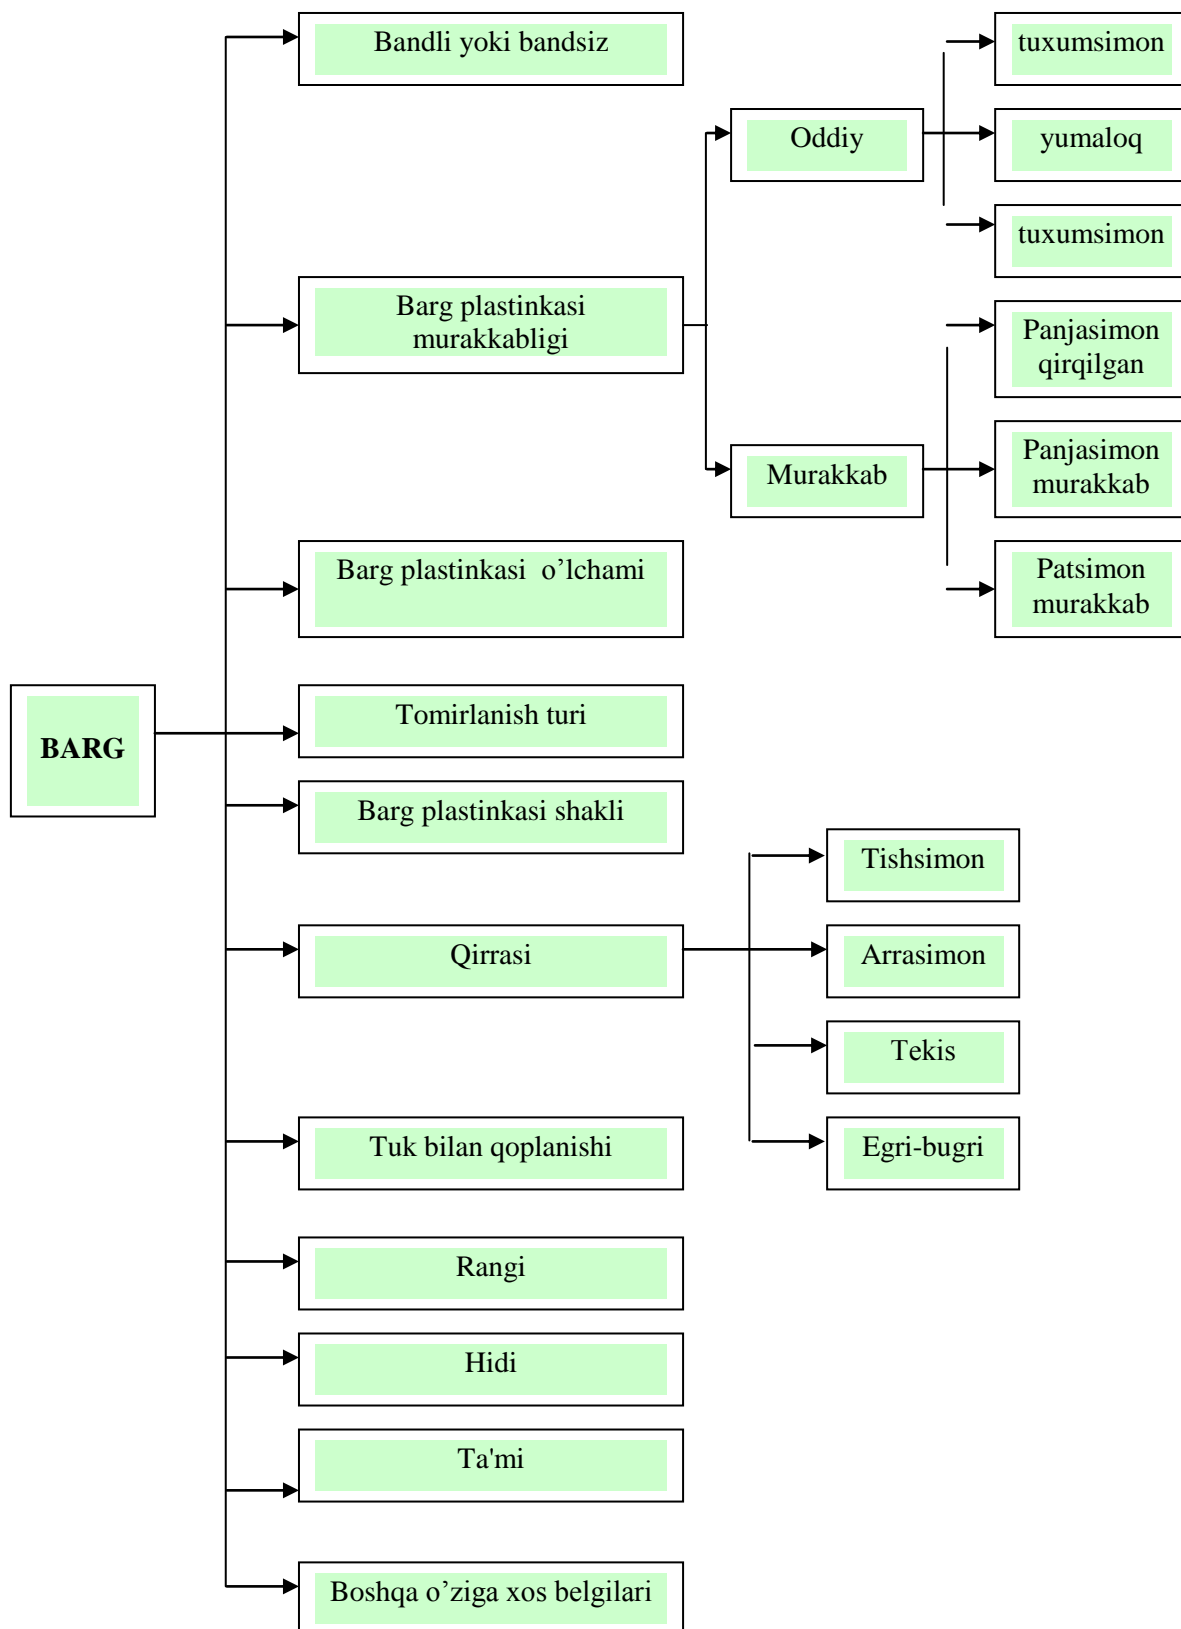 Bandli yoki bandsiz
tuxumsimon
Oddiy
yumaloq
tuxumsimon
Barg plastinkasi
murakkabligi
Panjasimon
qirqilgan
Murakkab
Panjasimon
murakkab
Barg plastinkasi  o’lchami
Patsimon
murakkab
BARG
Tomirlanish turi
Barg plastinkasi shakli
Tishsimon
Qirrasi
Arrasimon
Tekis
Tuk bilan qoplanishi
Egri-bugri
Rangi
Hidi
Ta'mi
Boshqa o’ziga xos belgilari